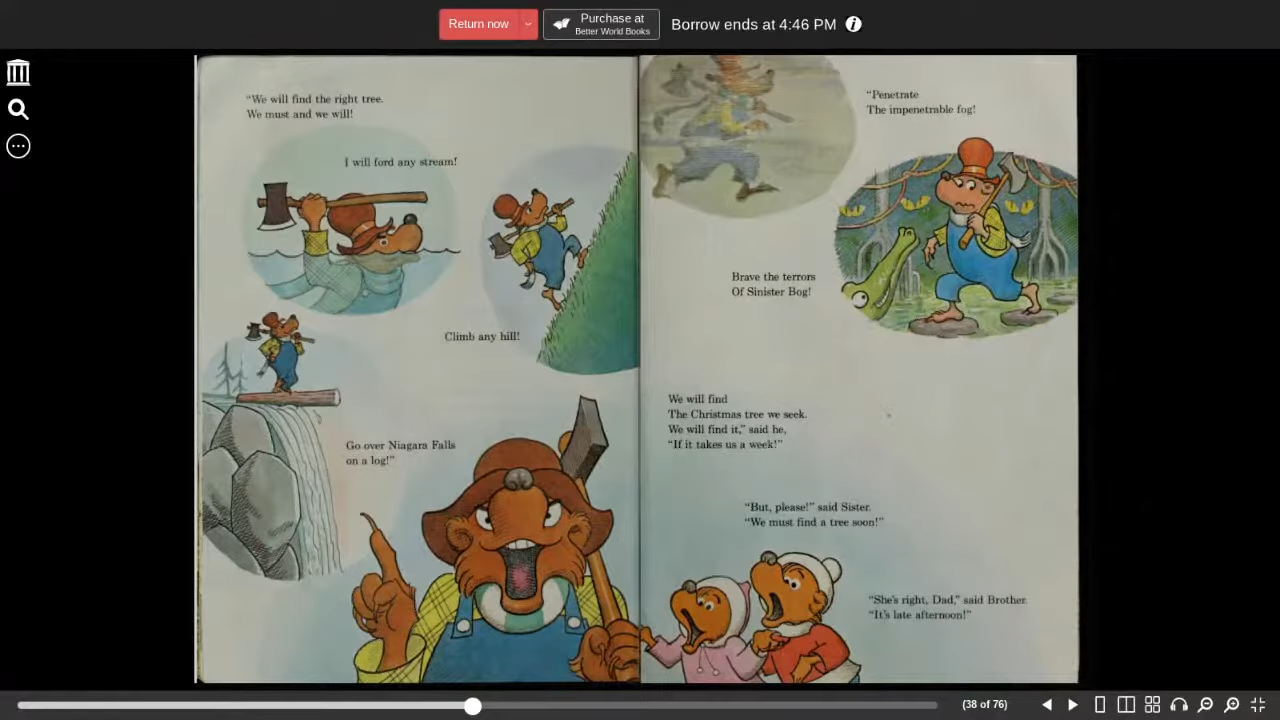 Return now
Purchase at
Better World Books
Borrow ends at 4:46 PM
"We will find the right tree.
We must and we will!
I will ford any stream!
Climb any hill!
Go over Niagara Falls
on a log!"
"Penetrate
The impenetrable fog!
Brave the terrors
Of Sinister Bog!
We will find
The Christmas tree we seek.
We will find it," said he,
"If it takes us a week!"
"But, please!" said Sister.
"We must find a tree soon!"
"She's right, Dad," said Brother.
"It's late afternoon!"
(38 of 76)